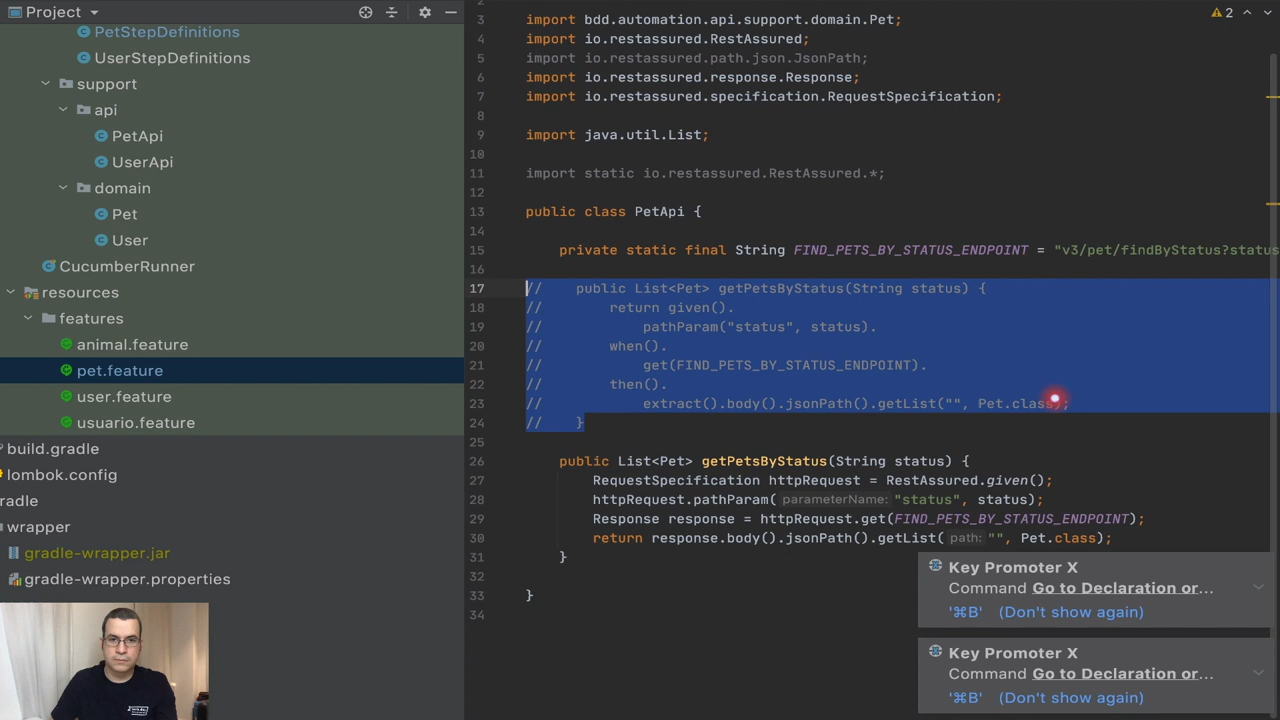 Project
PetStepDefinitions
UserStepDefinitions
support
api
PetApi
UserApi
domain
Pet
User
CucumberRunner
resources
features
animal.feature
pet.feature
user.feature
usuario.feature
build.gradle
lombok.config
radle
wrapper
gradle-wrapper.jar
gradle-wrapper.properties
2
3 import bdd.automation.api.support.domain.Pet;
4 import io.restassured.RestAssured;
5 import io.restassured.path.json.JsonPath;
6 import io.restassured.response.Response;
7 import io.restassured.specification.RequestSpecification;
8
9 import java.util.List;
10
11 import static io.restassured.RestAssured.*;
12
13 public class PetApi {
14
15 private static final String FIND_PETS_BY_STATUS_ENDPOINT = "v3/pet/findByStatus?status
16
17 // public List<Pet> getPetsByStatus(String status) {
18 // return given().
19 // pathParam("status", status).
20 // when().
21 // get(FIND_PETS_BY_STATUS_ENDPOINT).
22 // then().
23 // extract().body().jsonPath().getList("", Pet.class);
24 // }
25
26 public List<Pet> getPetsByStatus(String status) {
27 RequestSpecification httpRequest = RestAssured.given();
28 httpRequest.pathParam( parameterName: "status", status);
29 Response response = httpRequest.get(FIND_PETS_BY_STATUS_ENDPOINT);
30 return response.body().jsonPath().getList( path: "", Pet.class);
31 }
32
33 }
34
2
Key Promoter X
Command Go to Declaration or...
'⌘B' (Don't show again)
Key Promoter X
Command Go to Declaration or...
'⌘B' (Don't show again)